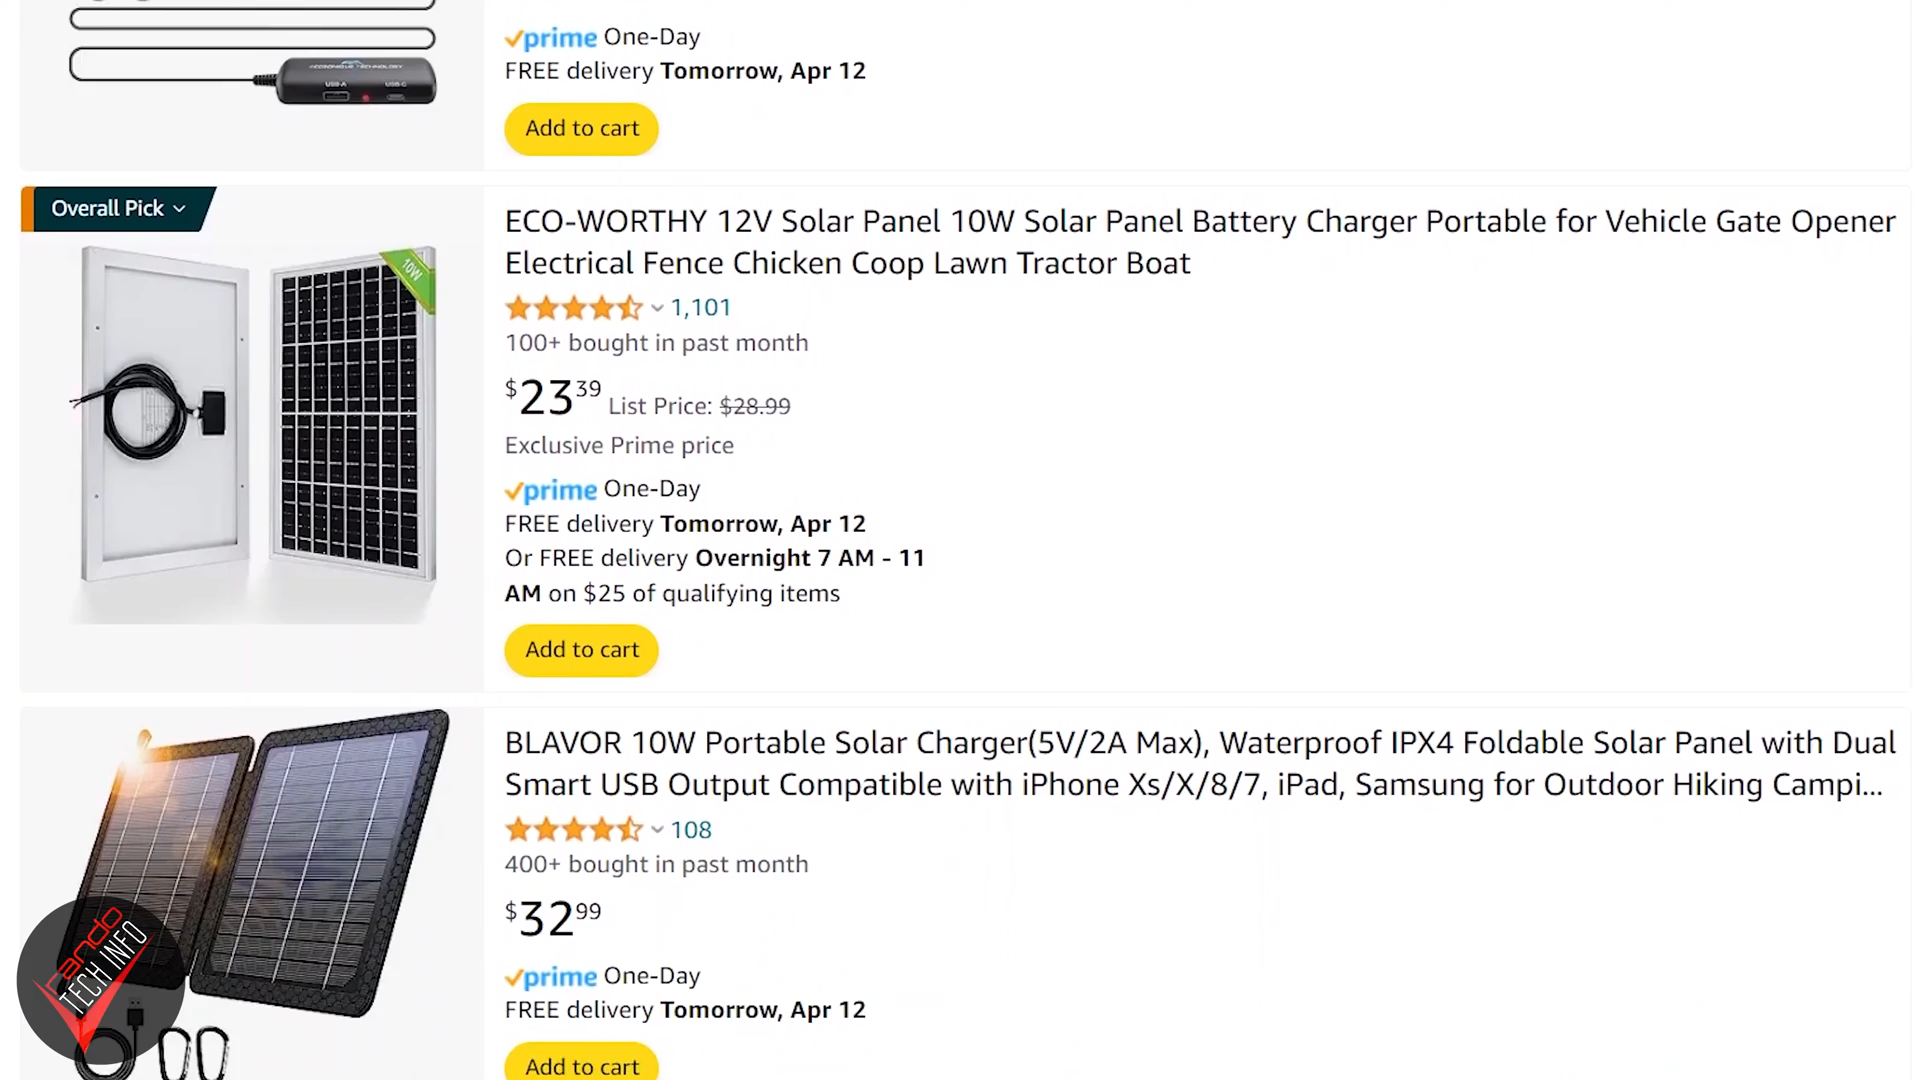 USB-A USB-C
prime One-Day
FREE delivery Tomorrow, Apr 12
Add to cart
Overall Pick
10W
ECO-WORTHY 12V Solar Panel 10W Solar Panel Battery Charger Portable for Vehicle Gate Opener
Electrical Fence Chicken Coop Lawn Tractor Boat
1,101
100+ bought in past month
$23 39 List Price: $28.99
Exclusive Prime price
prime One-Day
FREE delivery Tomorrow, Apr 12
Or FREE delivery Overnight 7 AM - 11
AM on $25 of qualifying items
Add to cart
BLAVOR 10W Portable Solar Charger(5V/2A Max), Waterproof IPX4 Foldable Solar Panel with Dual
Smart USB Output Compatible with iPhone Xs/X/8/7, iPad, Samsung for Outdoor Hiking Campi...
108
400+ bought in past month
$32 99
prime One-Day
FREE delivery Tomorrow, Apr 12
Add to cart
rando
TECH INFO